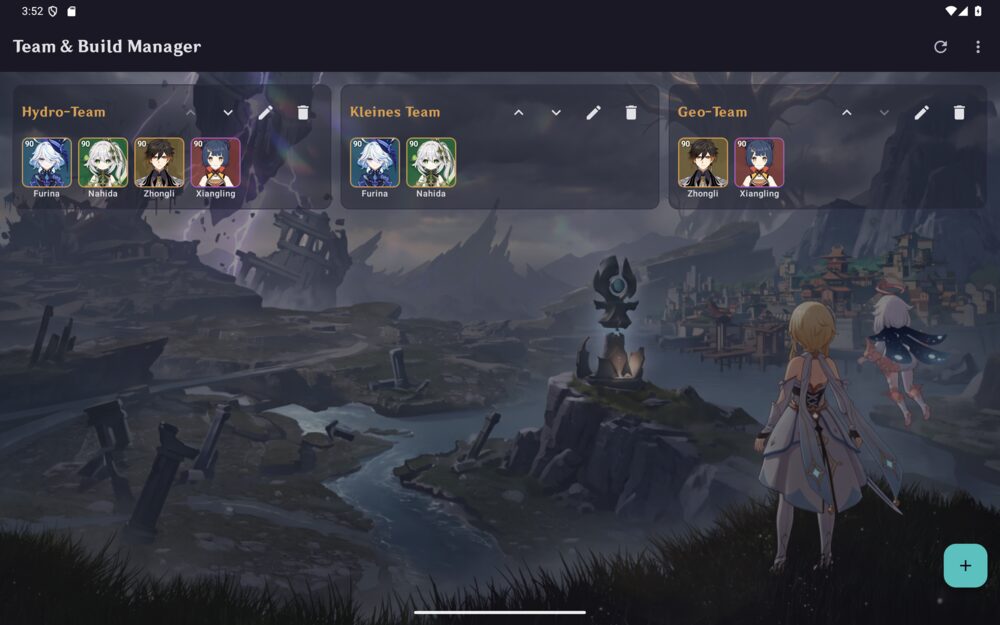 3:52
Team & Build Manager
Hydro-Team
90 90 90 90
Furina Nahida Zhongli Xiangling
Kleines Team
90 90
Furina Nahida
Geo-Team
90 90
Zhongli Xiangling